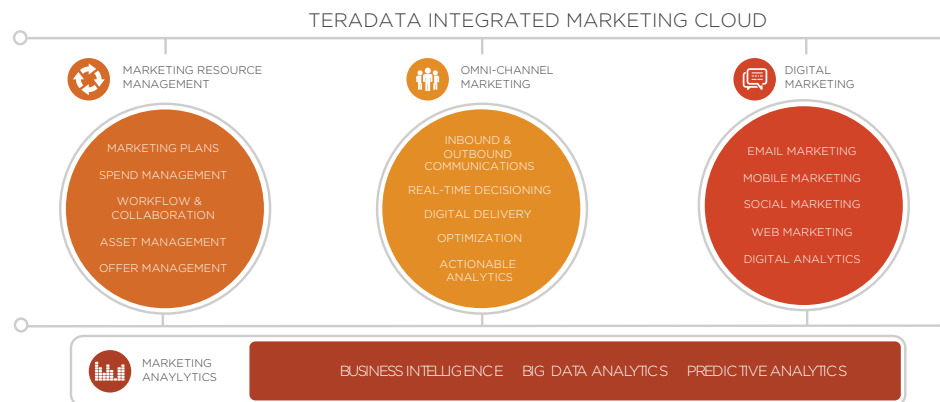 TERADATA INTEGRATED MARKETING CLOUD
MARKETING RESOURCE
MANAGEMENT
MARKETING PLANS
SPEND MANAGEMENT
WORKFLOW &
COLLABORATION
ASSET MANAGEMENT
OFFER MANAGEMENT
OMNI-CHANNEL
MARKETING
INBOUND &
OUTBOUND
COMMUNICATIONS
REAL-TIME DECISIONING
DIGITAL DELIVERY
OPTIMIZATION
ACTIONABLE
ANALYTICS
DIGITAL
MARKETING
EMAIL MARKETING
MOBILE MARKETING
SOCIAL MARKETING
WEB MARKETING
DIGITAL ANALYTICS
MARKETING
ANAYLYTICS
BUSINESS INTELLIGENCE BIG DATA ANALYTICS PREDICTIVE ANALYTICS